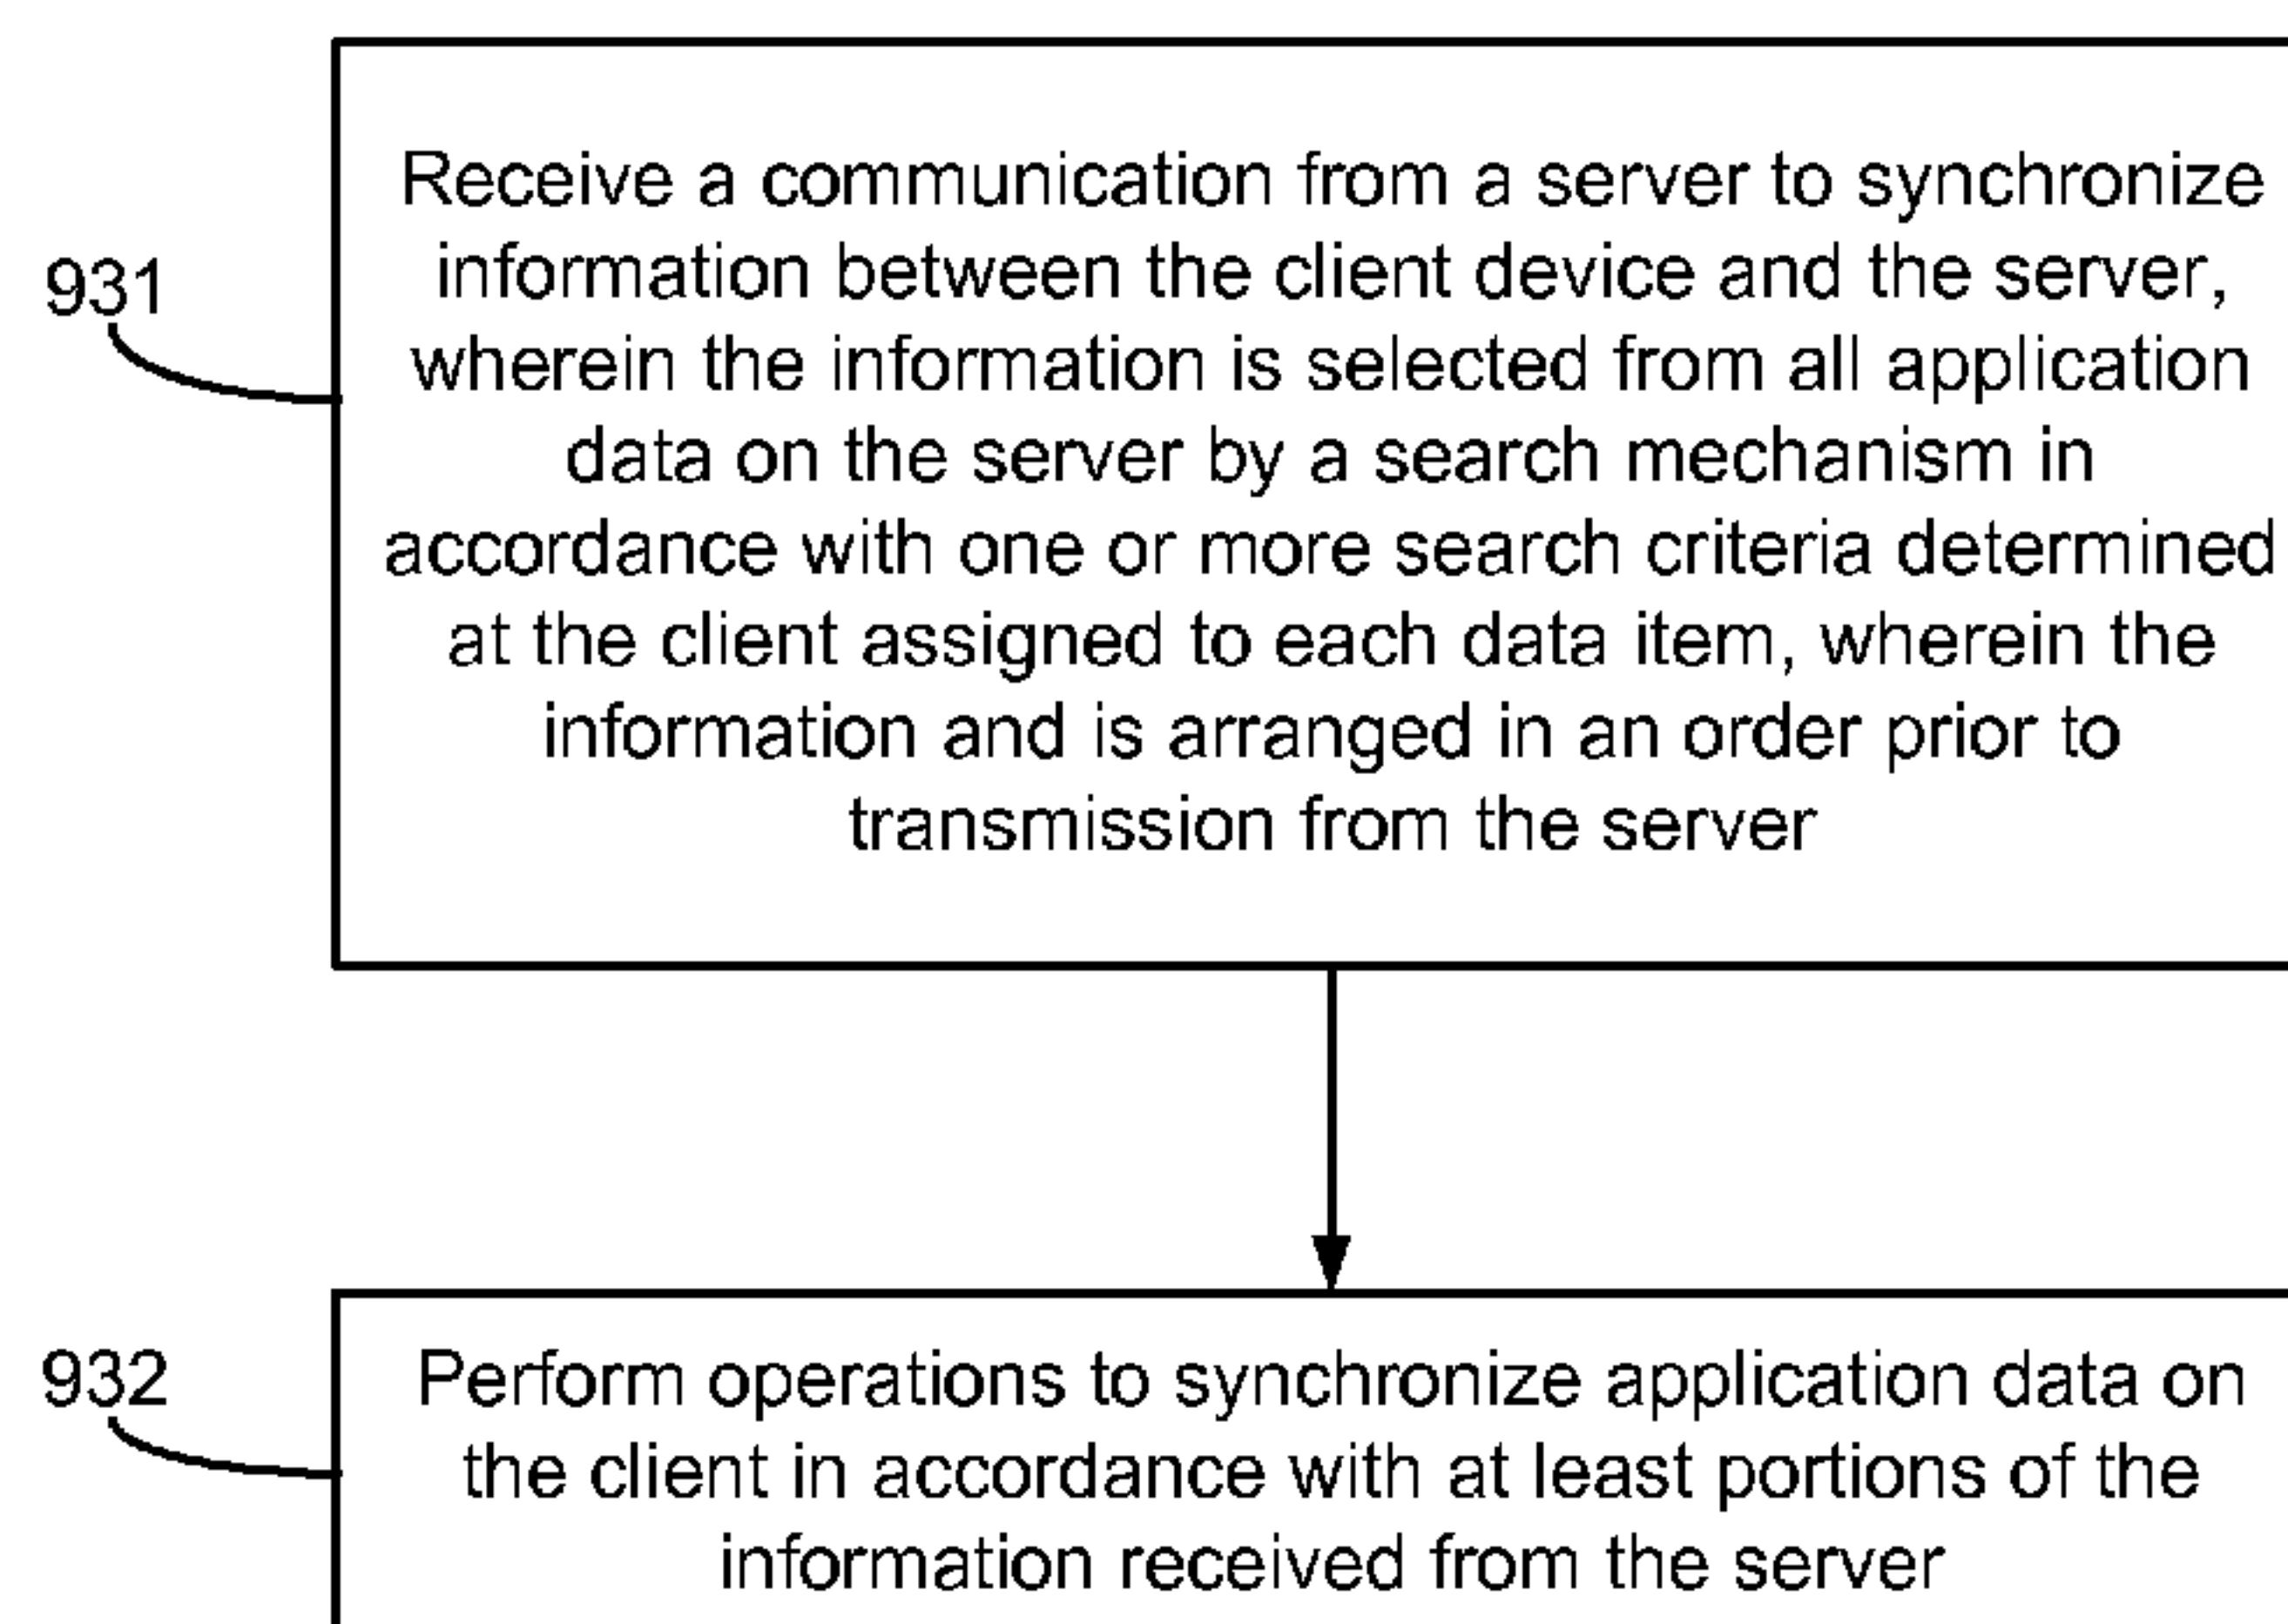 Receive a communication from a server to synchronize
information between the client device and the server,
931
wherein the information is selected from all application
data on the server by a search mechanism in
accordance with one or more search criteria determined
at the client assigned to each data item, wherein the
information and is arranged in an order prior to
transmission from the server
932
Perform operations to synchronize application data on
the client in accordance with at least portions of the
information received from the server